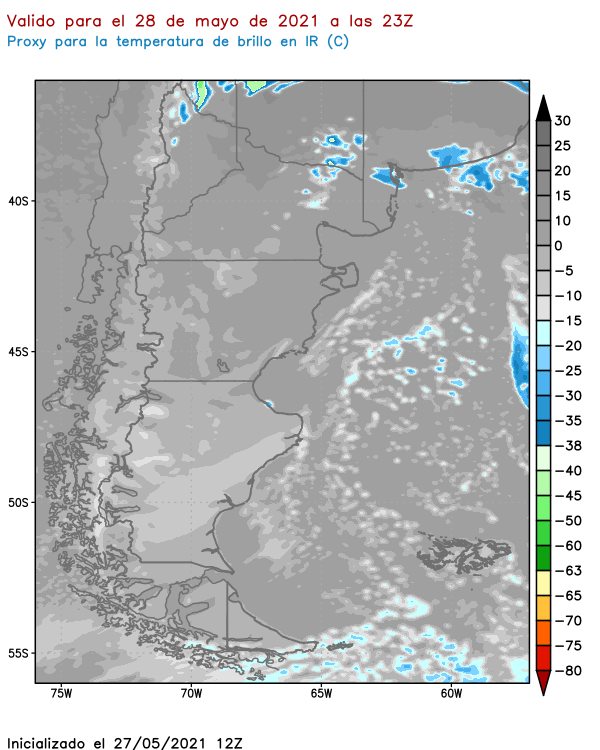 Valido para el 28 de mayo de 2021 a las 23Z
Proxy para la temperatura de brillo en IR (C)
30
25
20
15
10
0
−5
−10
−15
−20
−25
−30
−35
−38
−40
−45
−50
−60
−63
−65
−70
−75
−80
40S
45S
50S
55S
75W
70W
65W
60W
Inicializado el 27/05/2021 12Z